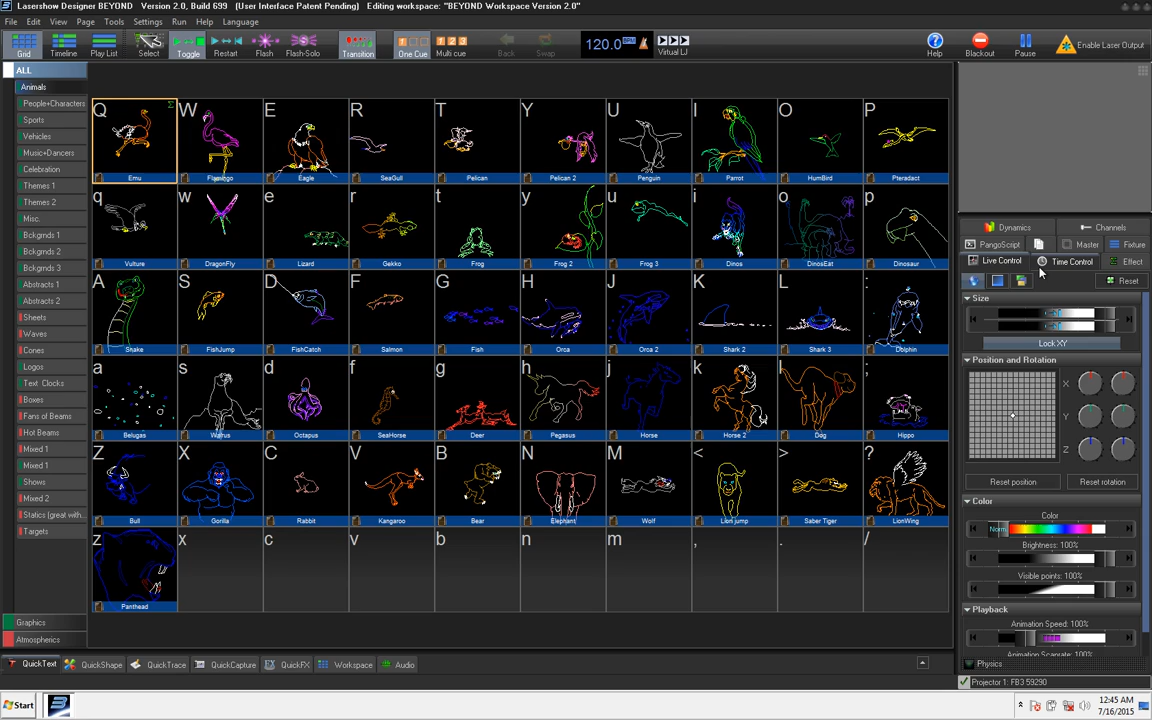 Lasershow Designer BEYOND Version 2.0, Build 699 (User Interface Patent Pending) Editing workspace: "BEYOND Workspace Version 2.0"
File Edit View Page Tools Settings Run Help Language
Grid Timeline Play List Select Toggle Restart Flash Flash-Solo Transition One Cue Multi cue Back Swap 120.0 BPM Virtual LJ Help Blackout Pause Enable Laser Output
ALL
Animals
People+Characters
Sports
Vehicles
Music+Dancers
Celebration
Themes 1
Themes 2
Misc.
Bckgnds 1
Bckgnds 2
Bckgnds 3
Abstracts 1
Abstracts 2
Sheets
Waves
Cones
Logos
Text Clocks
Boxes
Fans of Beams
Hot Beams
Mixed 1
Mixed 1
Shows
Mixed 2
Statics (great with...
Targets
Graphics
Atmospherics
Q W E R T Y U I O P
Emu Flamingo Eagle SeaGull Pelican Pelican 2 Penguin Parrot HumBird Pteradact
q w e r t y u i o p
Vulture DragonFly Lizard Gekko Frog Frog 2 Frog 3 Dinos DinosEat Dinosaur
A S D F G H J K L :
Snake FishJump FishCatch Salmon Fish Orca Orca 2 Shark 2 Shark 3 Dolphin
a s d f g h j k l ;
Belugas Walrus Octapus SeaHorse Deer Pegasus Horse Horse 2 Dog Hippo
Z X C V B N M < > ?
Bull Gorilla Rabbit Kangaroo Bear Elephant Wolf Lion jump Saber Tiger LionWing
z x c v b n m , . /
Panthead
Dynamics Channels
PangoScript Master Fixture
Live Control Time Control Effect
Reset
Size
Lock XY
Position and Rotation
X
Y
Z
Reset position Reset rotation
Color
Color
Norm.
Brightness: 100%
Visible points: 100%
Playback
Animation Speed: 100%
Animation Scanrate: 100%
Physics
QuickText QuickShape QuickTrace QuickCapture QuickFX Workspace Audio
Projector 1: FB3 59290
Start
12:45 AM
7/16/2015